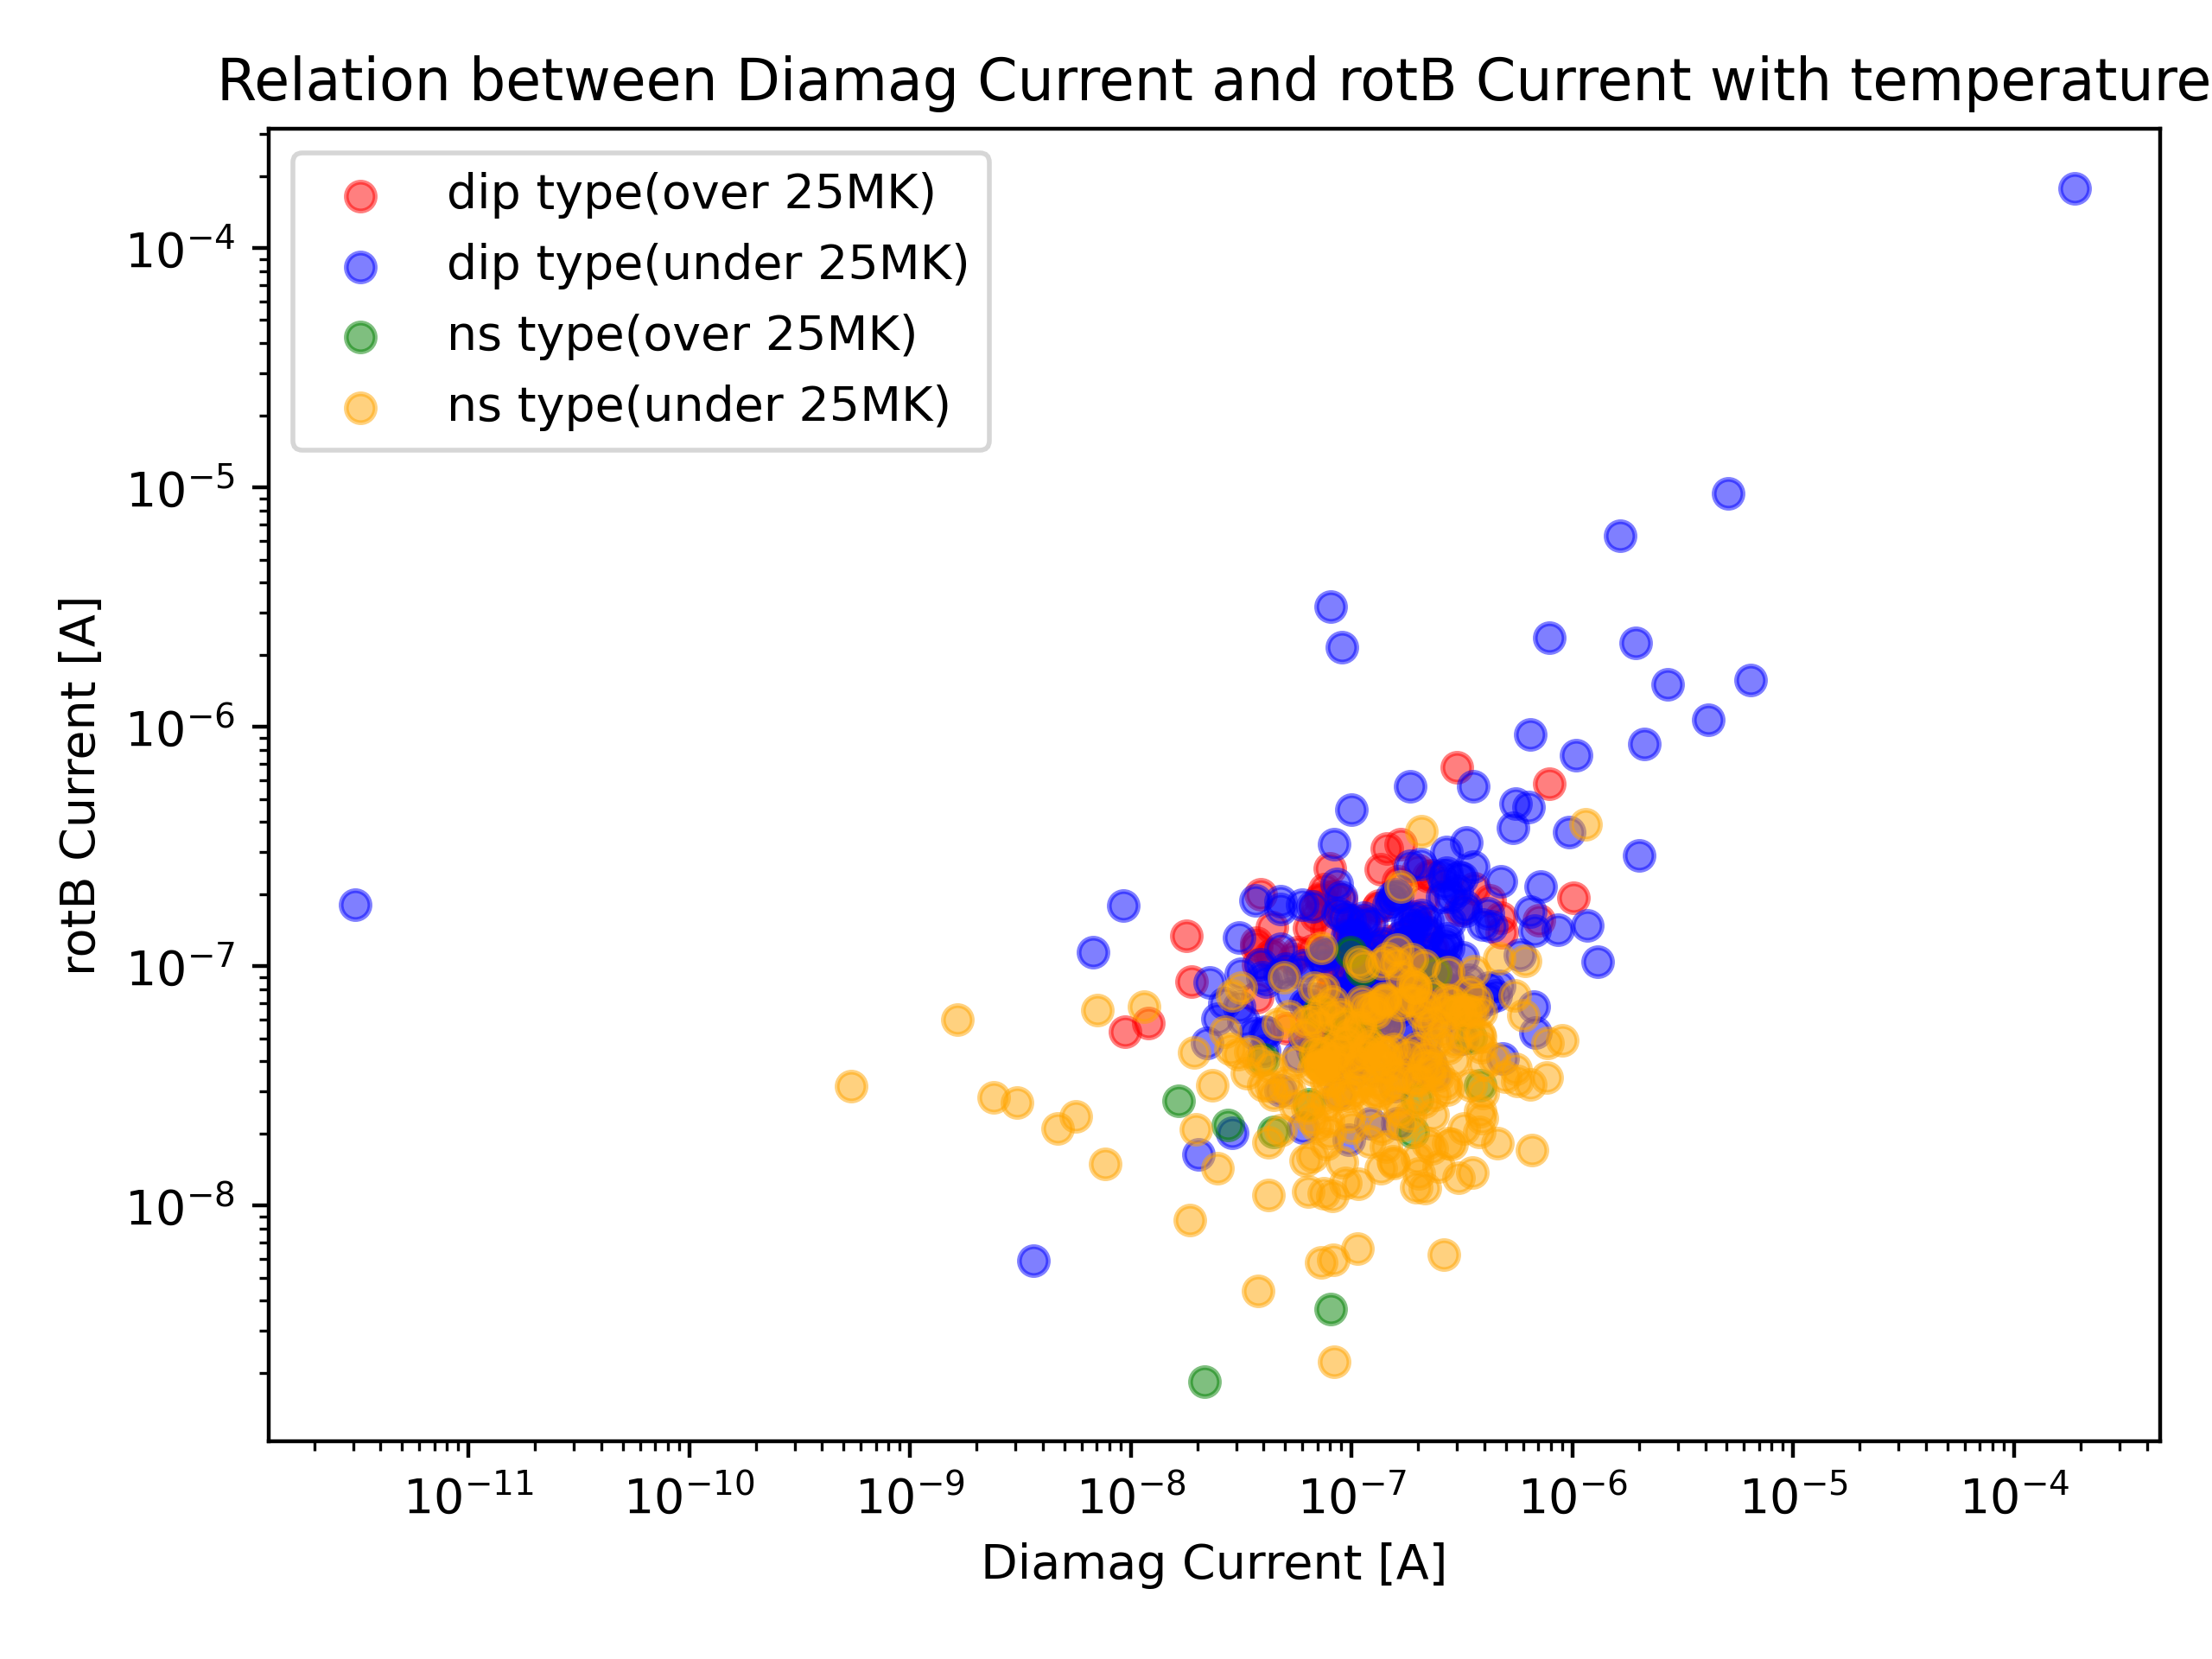 Relation between Diamag Current and rotB Current with temperature
dip type(over 25MK)
dip type(under 25MK)
ns type(over 25MK)
ns type(under 25MK)
rotB Current [A]
10⁻⁴
10⁻⁵
10⁻⁶
10⁻⁷
10⁻⁸
10⁻¹¹ 10⁻¹⁰ 10⁻⁹ 10⁻⁸ 10⁻⁷ 10⁻⁶ 10⁻⁵ 10⁻⁴
Diamag Current [A]